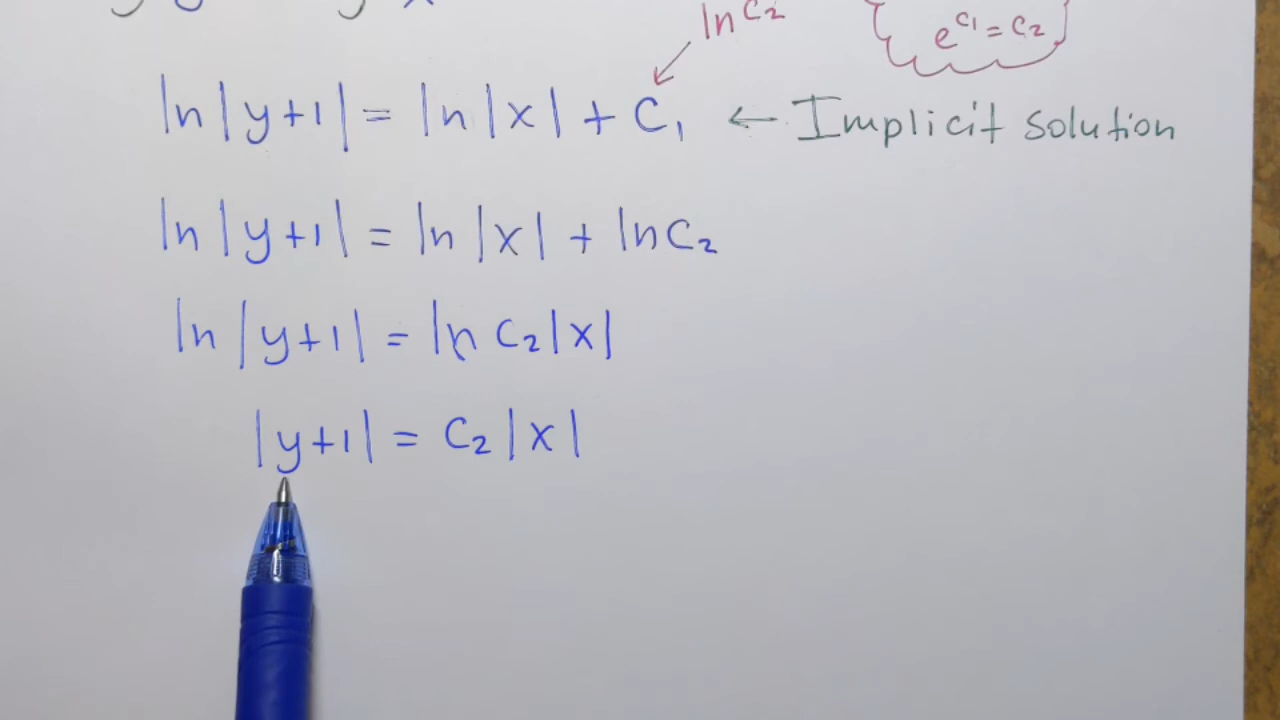 ln C₂
e^C₁ = C₂
ln |y+1| = ln |x| + C₁ ← Implicit solution
ln |y+1| = ln |x| + ln C₂
ln |y+1| = ln C₂ |x|
|y+1| = C₂ |x|